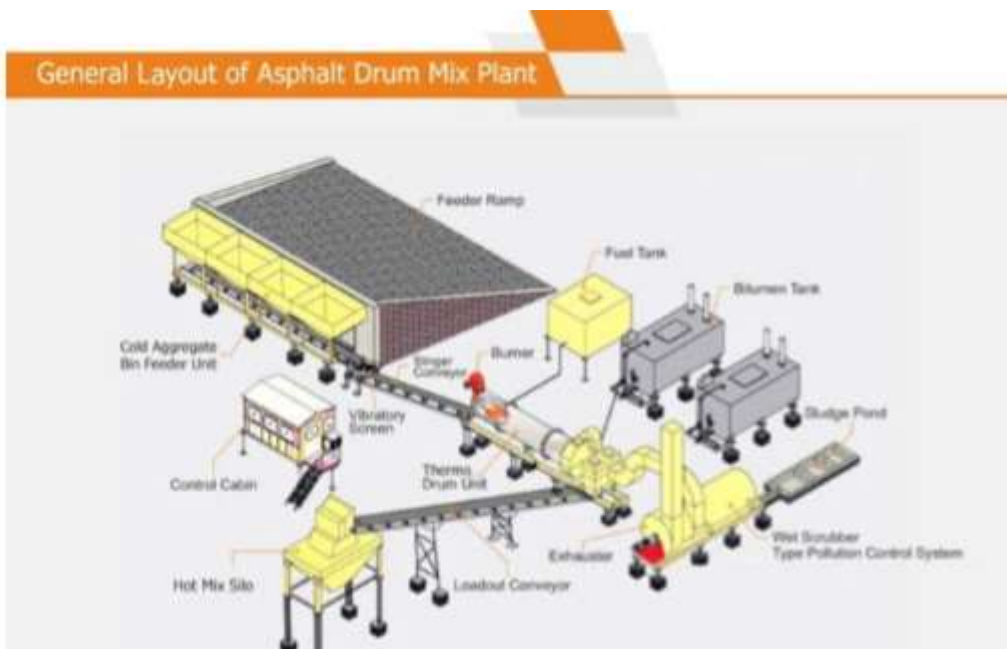 General Layout of Asphalt Drum Mix Plant
Feeder Ramp
Fuel Tank
Bitumen Tank
Cold Aggregate
Bin Feeder Unit
Slinger
Conveyor
Burner
Vibratory
Screen
Sludge Pond
Control Cabin
Thermo
Drum Unit
Exhauster
Wet Scrubber
Type Pollution Control System
Hot Mix Silo
Loadout Conveyor